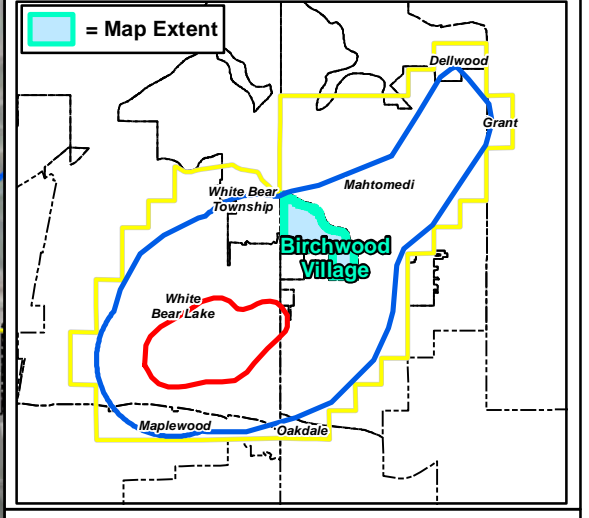 = Map Extent
Dellwood
Grant
Mahtomedi
White Bear
Township
Birchwood
Village
White
Bear Lake
Maplewood
Oakdale